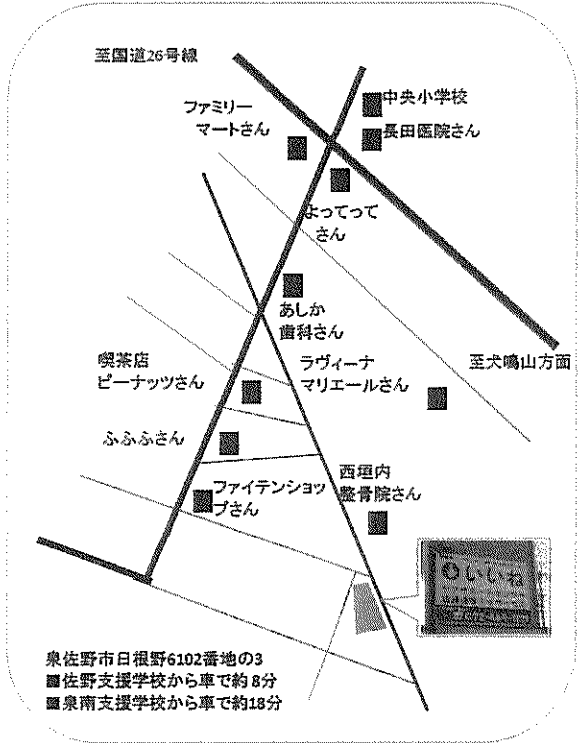 至国道26号線
中央小学校
ファミリー
マートさん
長田医院さん
よってって
さん
あしか
歯科さん
至犬鳴山方面
喫茶店
ピーナッツさん
ラヴィーナ
マリエールさん
ふふふさん
西垣内
整骨院さん
ファイテンショッ
プさん
いいね
泉佐野市日根野6102番地の3
■佐野支援学校から車で約8分
■泉南支援学校から車で約18分